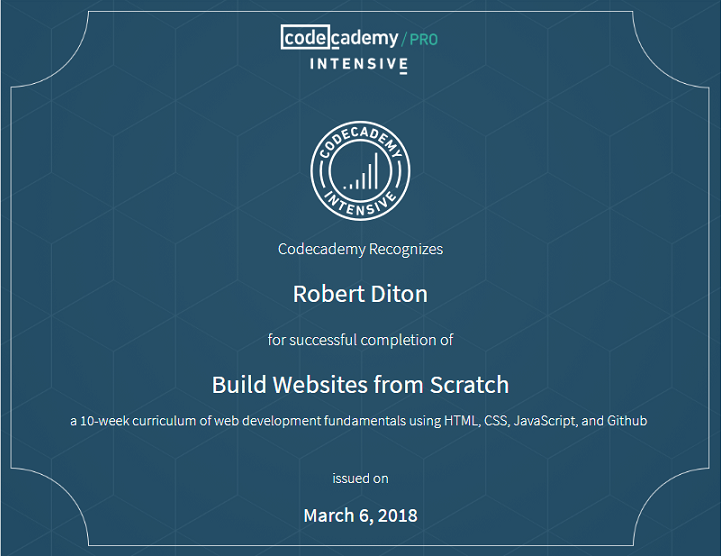 codecademy/PRO
INTENSIVE
CODECADEMY
INTENSIVE
Codecademy Recognizes
Robert Diton
for successful completion of
Build Websites from Scratch
a 10-week curriculum of web development fundamentals using HTML, CSS, JavaScript, and Github
issued on
March 6, 2018